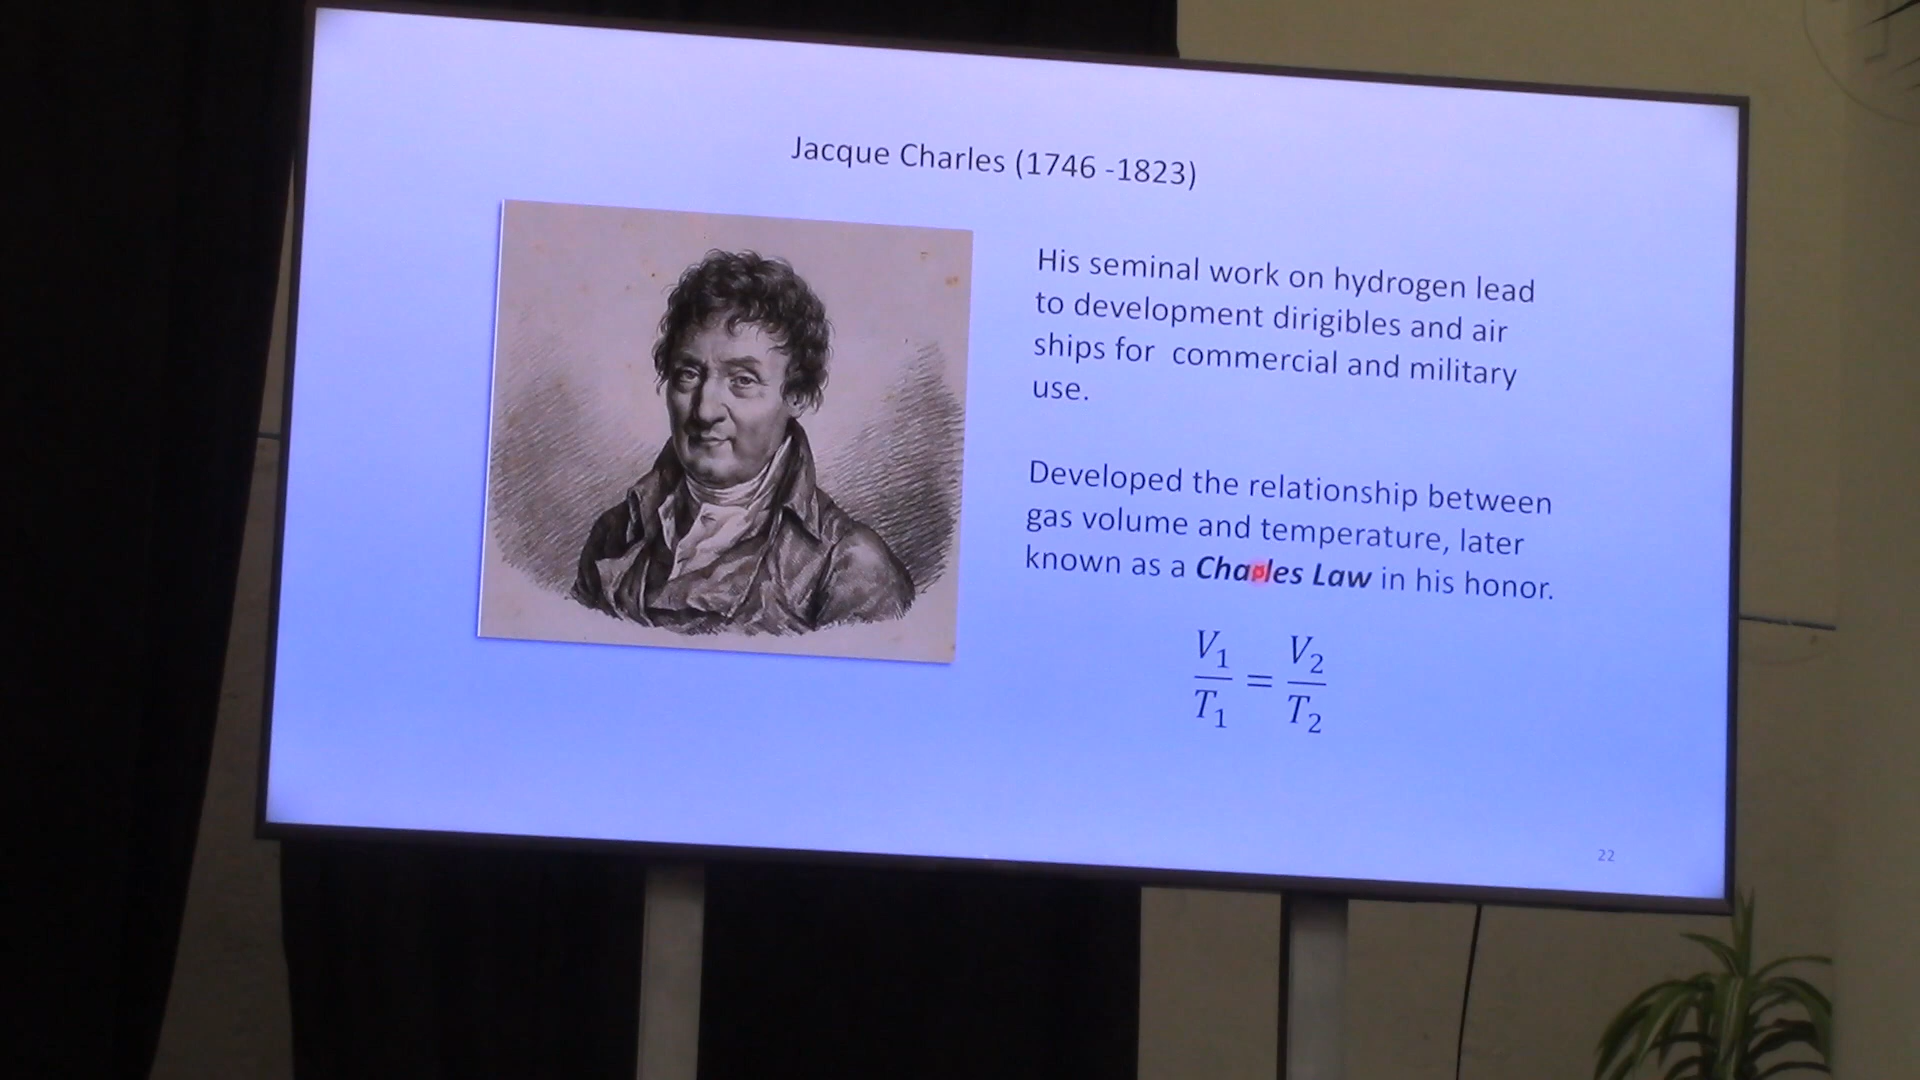 Jacque Charles (1746 -1823)
His seminal work on hydrogen lead
to development dirigibles and air
ships for commercial and military
use.
Developed the relationship between
gas volume and temperature, later
known as a Charles Law in his honor.
V₁/T₁ = V₂/T₂
22